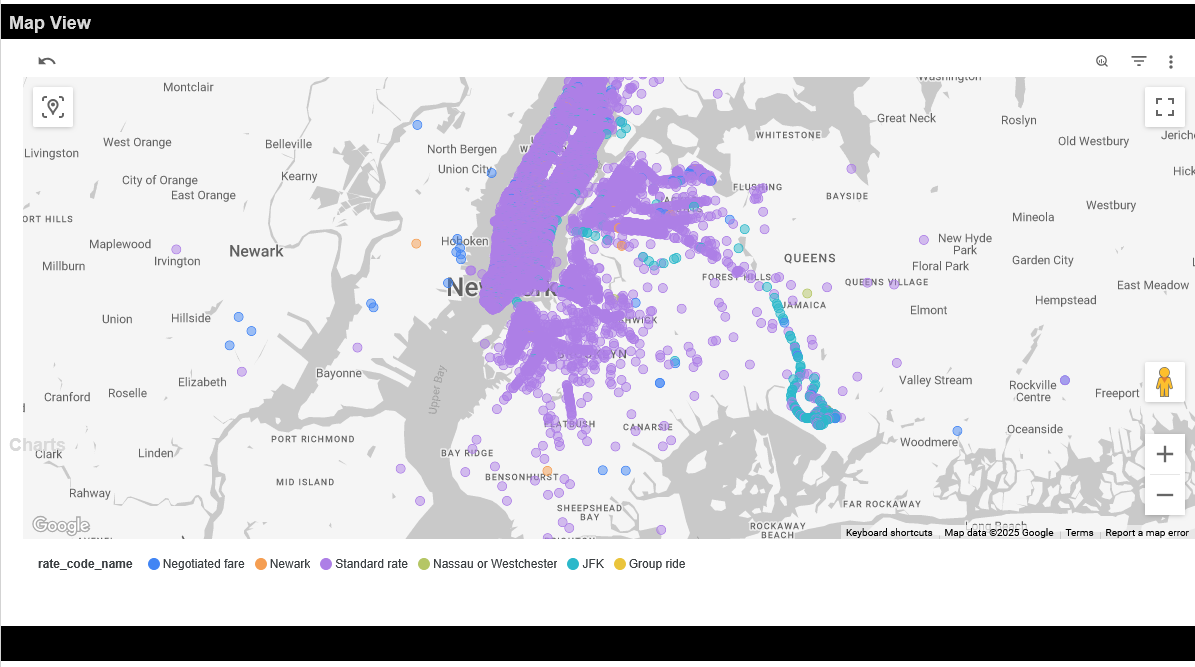 Map View
Montclair
Washington
Great Neck
Roslyn
WHITESTONE
Old Westbury
Jerich
West Orange
Belleville
North Bergen
Livingston
Union City
Hick
City of Orange
Kearny
East Orange
FLUSHING
BAYSIDE
Westbury
ORT HILLS
Mineola
Maplewood
Newark
Hoboken
New Hyde
Park
Irvington
QUEENS
Garden City
Millburn
Floral Park
FOREST HILLS
QUEENS VILLAGE
East Meadow
New York
JAMAICA
Hempstead
Union
Hillside
HWICK
Elmont
BROOKLYN
Bayonne
Elizabeth
Valley Stream
Rockville
Centre
Roselle
Upper Bay
Freeport
Cranford
FLATBUSH
CANARSIE
Oceanside
Charts
PORT RICHMOND
Woodmere
Clark
Linden
BAY RIDGE
BENSONHURST
MID ISLAND
Rahway
FAR ROCKAWAY
SHEEPSHEAD
BAY
Google
ROCKAWAY
BEACH
Long Beach
Keyboard shortcuts Map data ©2025 Google Terms Report a map error
rate_code_name Negotiated fare Newark Standard rate Nassau or Westchester JFK Group ride